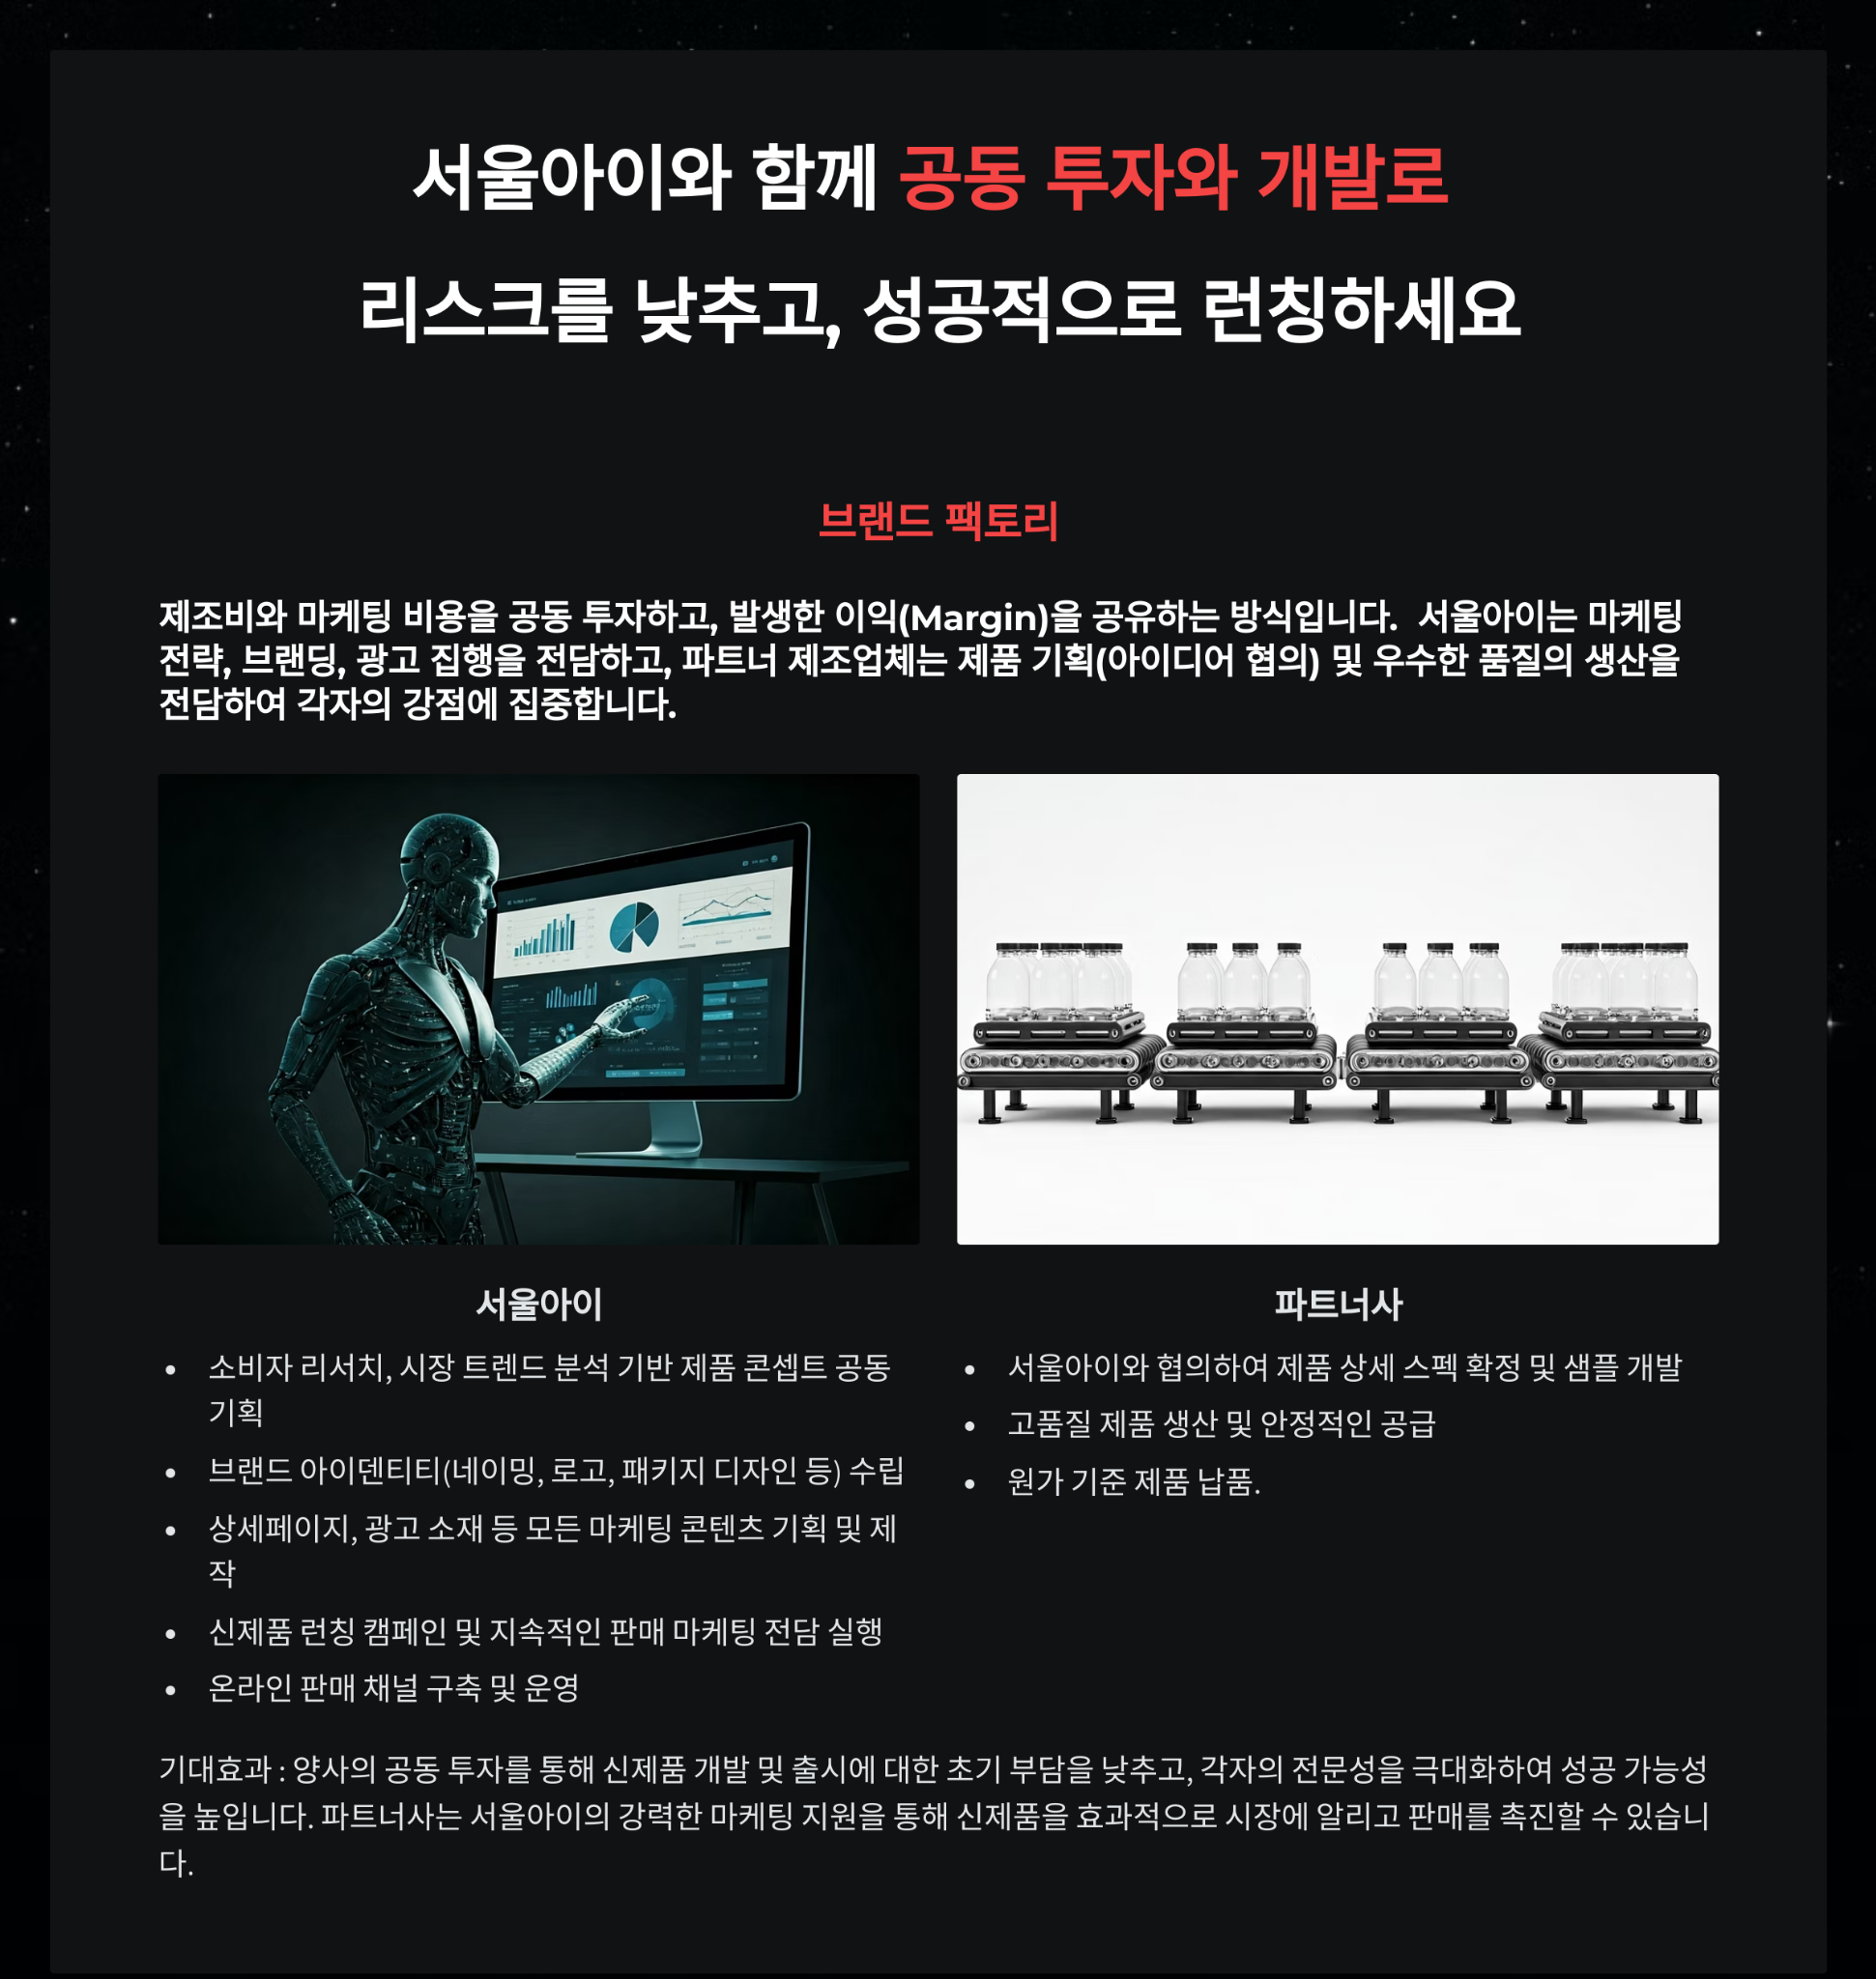 서울아이와 함께 공동 투자와 개발로
리스크를 낮추고, 성공적으로 런칭하세요
브랜드 팩토리
제조비와 마케팅 비용을 공동 투자하고, 발생한 이익(Margin)을 공유하는 방식입니다.  서울아이는 마케팅
전략, 브랜딩, 광고 집행을 전담하고, 파트너 제조업체는 제품 기획(아이디어 협의) 및 우수한 품질의 생산을
전담하여 각자의 강점에 집중합니다.
서울아이
• 소비자 리서치, 시장 트렌드 분석 기반 제품 콘셉트 공동
기획
• 브랜드 아이덴티티(네이밍, 로고, 패키지 디자인 등) 수립
• 상세페이지, 광고 소재 등 모든 마케팅 콘텐츠 기획 및 제
작
• 신제품 런칭 캠페인 및 지속적인 판매 마케팅 전담 실행
• 온라인 판매 채널 구축 및 운영
파트너사
• 서울아이와 협의하여 제품 상세 스펙 확정 및 샘플 개발
• 고품질 제품 생산 및 안정적인 공급
• 원가 기준 제품 납품.
기대효과 : 양사의 공동 투자를 통해 신제품 개발 및 출시에 대한 초기 부담을 낮추고, 각자의 전문성을 극대화하여 성공 가능성
을 높입니다. 파트너사는 서울아이의 강력한 마케팅 지원을 통해 신제품을 효과적으로 시장에 알리고 판매를 촉진할 수 있습니
다.